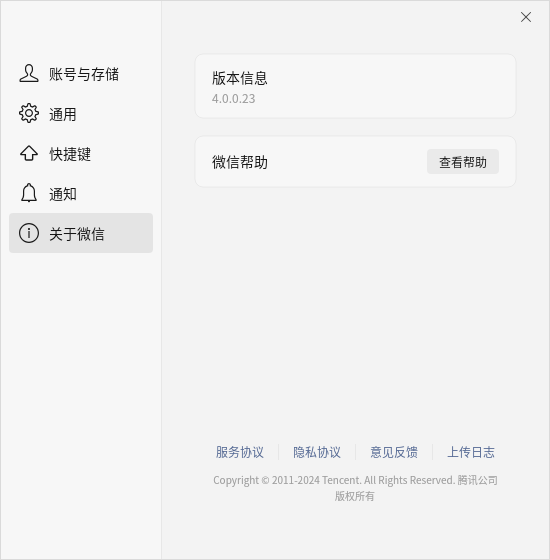 账号与存储
通用
快捷键
通知
关于微信
版本信息
4.0.0.23
微信帮助
查看帮助
服务协议
隐私协议
意见反馈
上传日志
Copyright © 2011-2024 Tencent. All Rights Reserved. 腾讯公司
版权所有